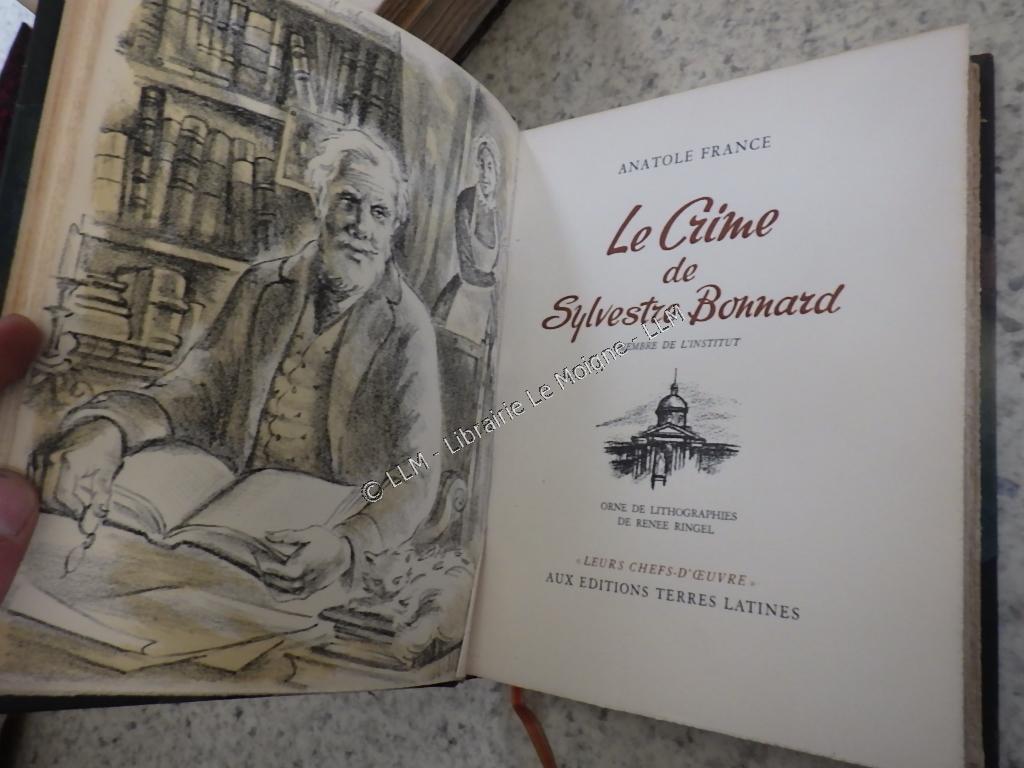 ANATOLE FRANCE
Le Crime
de
Sylvestre Bonnard
MEMBRE DE L'INSTITUT
ORNE DE LITHOGRAPHIES
DE RENEE RINGEL
« LEURS CHEFS-D'ŒUVRE »
AUX EDITIONS TERRES LATINES
© LLM - Librairie Le Moigne - LLM